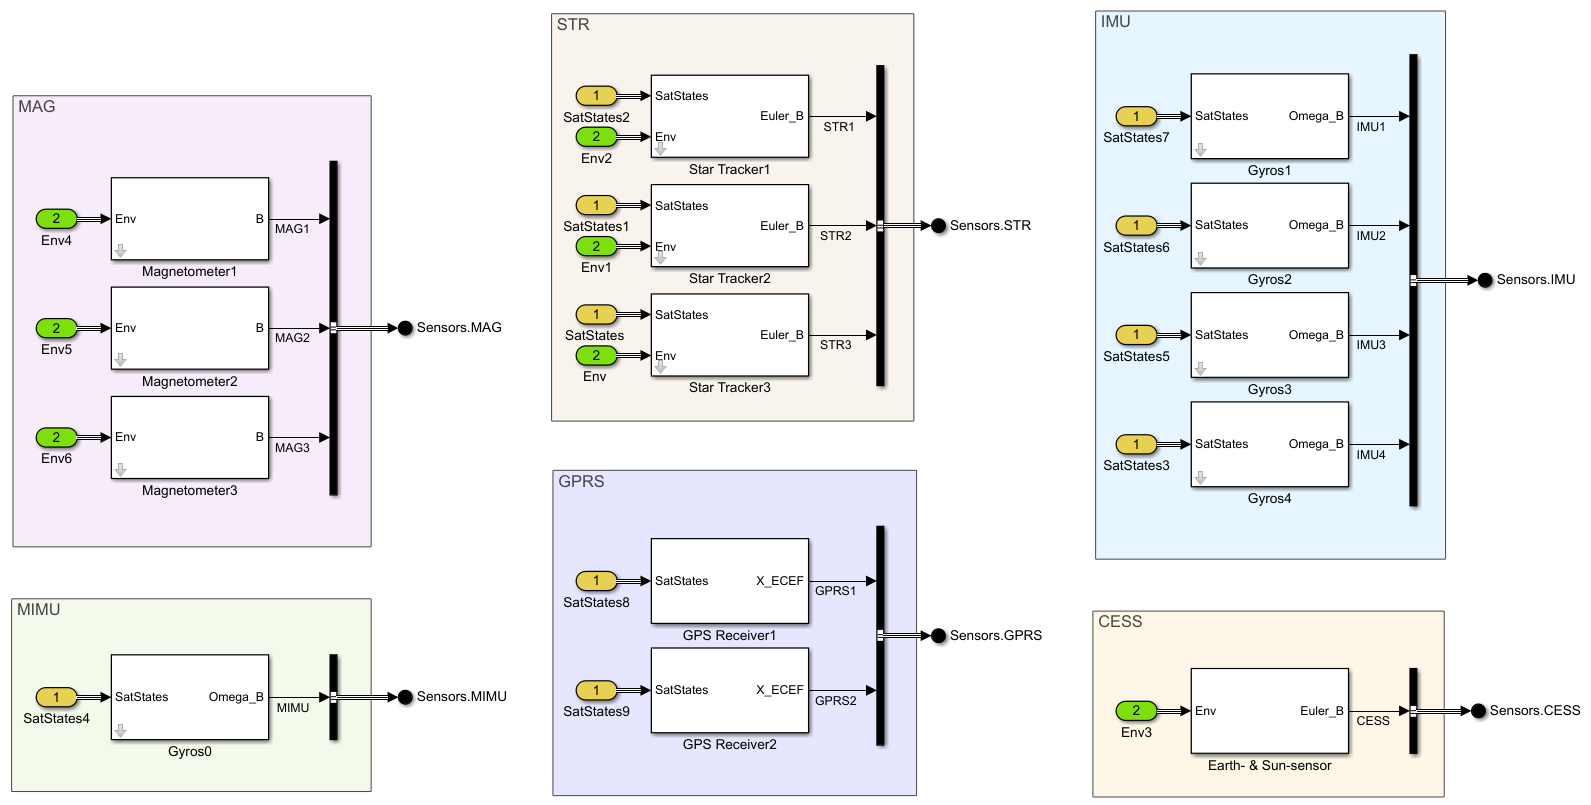 MAG
2
Env4
Env
B
MAG1
Magnetometer1
2
Env5
Env
B
MAG2
Magnetometer2
2
Env6
Env
B
MAG3
Magnetometer3
Sensors.MAG
MIMU
1
SatStates4
SatStates
Omega_B
MIMU
Gyros0
Sensors.MIMU
STR
1
SatStates2
2
Env2
SatStates
Env
Euler_B
STR1
Star Tracker1
1
SatStates1
2
Env1
SatStates
Env
Euler_B
STR2
Star Tracker2
1
SatStates
2
Env
SatStates
Env
Euler_B
STR3
Star Tracker3
Sensors.STR
GPRS
1
SatStates8
SatStates
X_ECEF
GPRS1
GPS Receiver1
1
SatStates9
SatStates
X_ECEF
GPRS2
GPS Receiver2
Sensors.GPRS
IMU
1
SatStates7
SatStates
Omega_B
IMU1
Gyros1
1
SatStates6
SatStates
Omega_B
IMU2
Gyros2
1
SatStates5
SatStates
Omega_B
IMU3
Gyros3
1
SatStates3
SatStates
Omega_B
IMU4
Gyros4
Sensors.IMU
CESS
2
Env3
Env
Euler_B
CESS
Earth- & Sun-sensor
Sensors.CESS